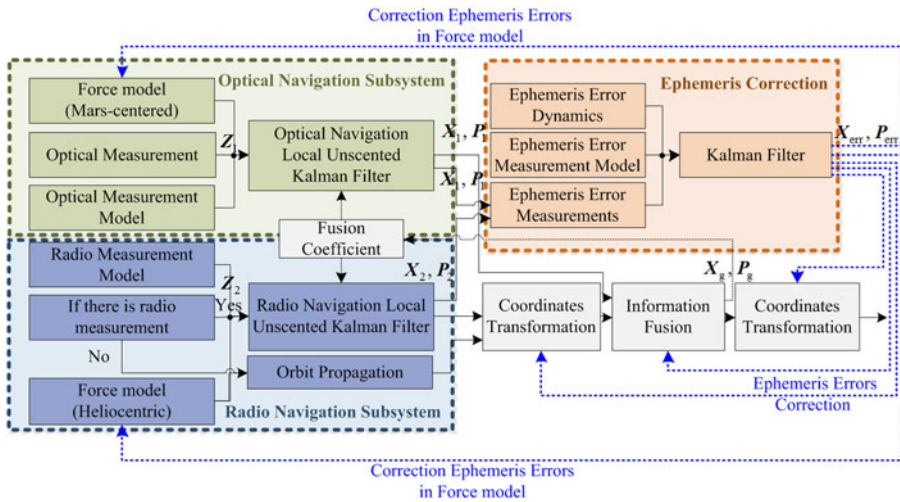 Correction Ephemeris Errors
in Force model
Optical Navigation Subsystem
Force model
(Mars-centered)
Optical Measurement
Optical Measurement
Model
Z₁
Optical Navigation
Local Unscented
Kalman Filter
X₁, P₁
X₁, P₁
Ephemeris Correction
Ephemeris Error
Dynamics
Ephemeris Error
Measurement Model
Ephemeris Error
Measurements
Kalman Filter
X_err, P_err
Fusion
Coefficient
Radio Measurement
Model
If there is radio
measurement
Z₂
Yes
No
Force model
(Heliocentric)
Radio Navigation Local
Unscented Kalman Filter
X₂, P₂
Orbit Propagation
Radio Navigation Subsystem
Coordinates
Transformation
Information
Fusion
X_g, P_g
Coordinates
Transformation
Ephemeris Errors
Correction
Correction Ephemeris Errors
in Force model